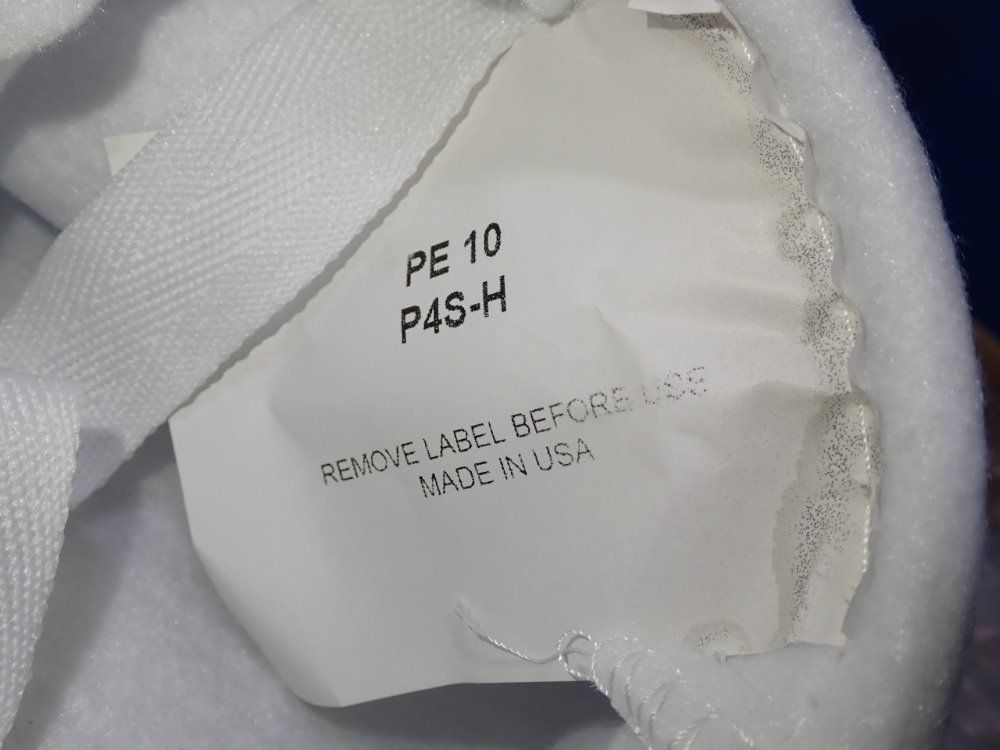 PE 10
P4S-H
REMOVE LABEL BEFORE USE
MADE IN USA